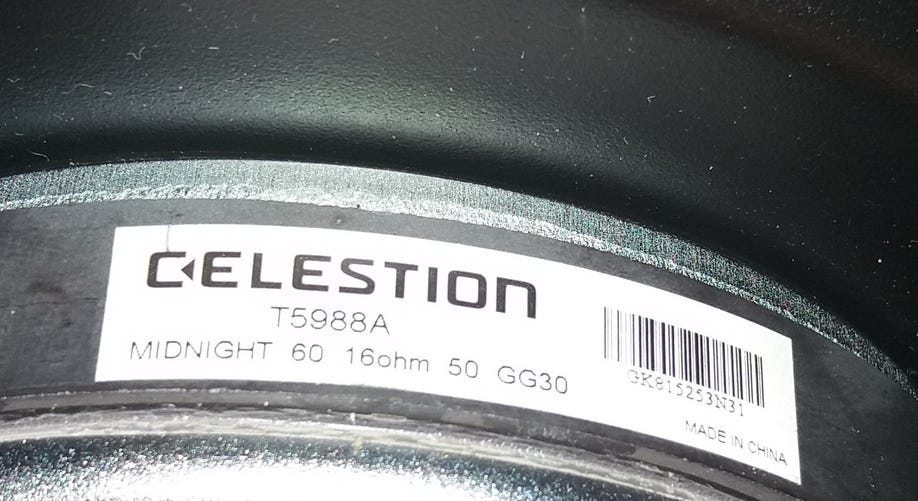 CELESTION
T5988A
MIDNIGHT 60 16ohm 50 GG30
GK815253N31
MADE IN CHINA